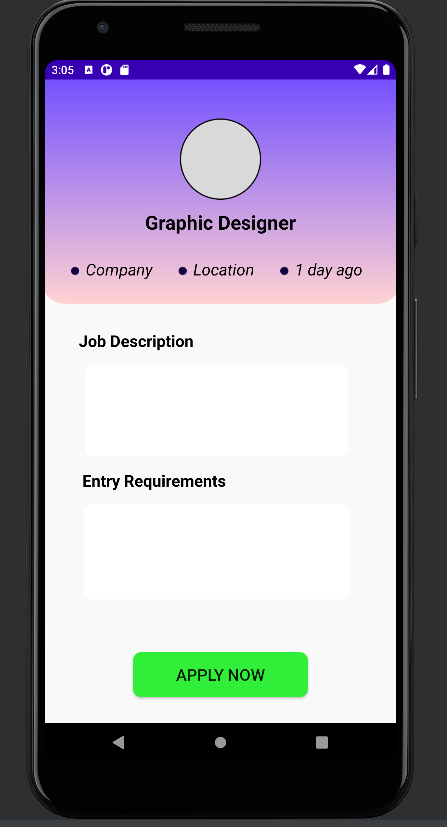 3:05
Graphic Designer
Company Location 1 day ago
Job Description
Entry Requirements
APPLY NOW